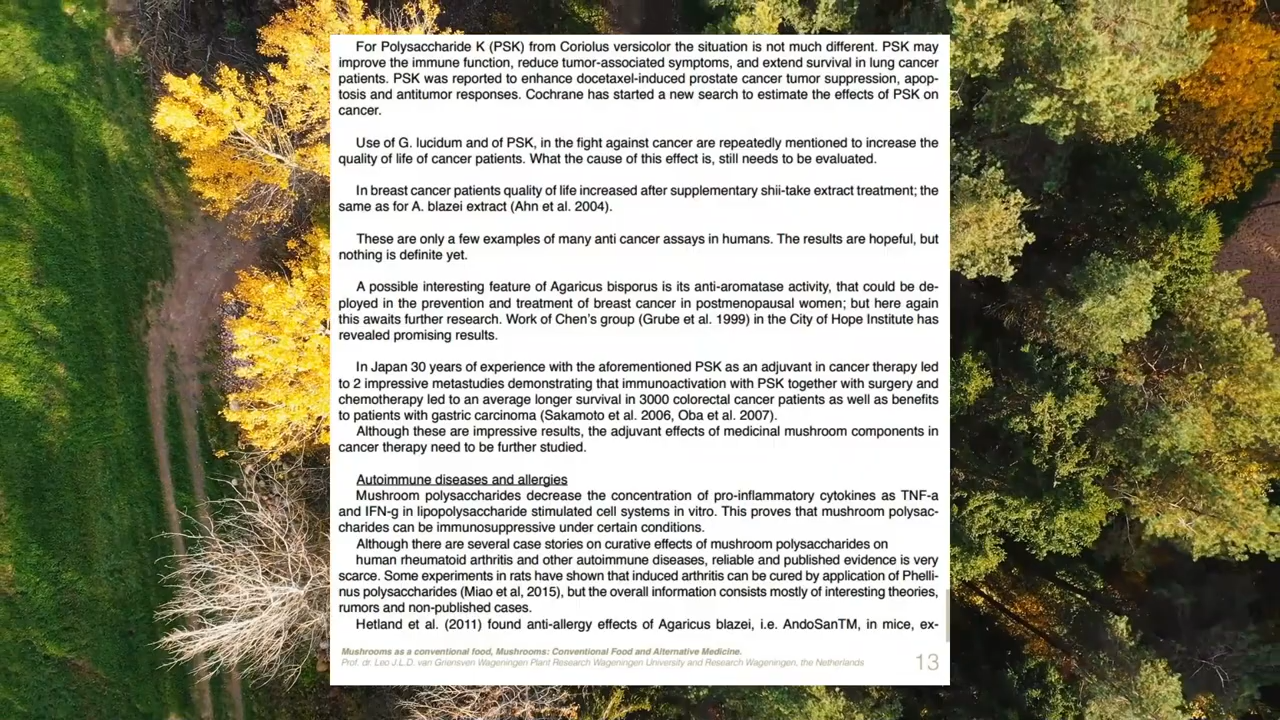 For Polysaccharide K (PSK) from Coriolus versicolor the situation is not much different. PSK may
improve the immune function, reduce tumor-associated symptoms, and extend survival in lung cancer
patients. PSK was reported to enhance docetaxel-induced prostate cancer tumor suppression, apop-
tosis and antitumor responses. Cochrane has started a new search to estimate the effects of PSK on
cancer.
Use of G. lucidum and of PSK, in the fight against cancer are repeatedly mentioned to increase the
quality of life of cancer patients. What the cause of this effect is, still needs to be evaluated.
In breast cancer patients quality of life increased after supplementary shii-take extract treatment; the
same as for A. blazei extract (Ahn et al. 2004).
These are only a few examples of many anti cancer assays in humans. The results are hopeful, but
nothing is definite yet.
A possible interesting feature of Agaricus bisporus is its anti-aromatase activity, that could be de-
ployed in the prevention and treatment of breast cancer in postmenopausal women; but here again
this awaits further research. Work of Chen's group (Grube et al. 1999) in the City of Hope Institute has
revealed promising results.
In Japan 30 years of experience with the aforementioned PSK as an adjuvant in cancer therapy led
to 2 impressive metastudies demonstrating that immunoactivation with PSK together with surgery and
chemotherapy led to an average longer survival in 3000 colorectal cancer patients as well as benefits
to patients with gastric carcinoma (Sakamoto et al. 2006, Oba et al. 2007).
Although these are impressive results, the adjuvant effects of medicinal mushroom components in
cancer therapy need to be further studied.
Autoimmune diseases and allergies
Mushroom polysaccharides decrease the concentration of pro-inflammatory cytokines as TNF-a
and IFN-g in lipopolysaccharide stimulated cell systems in vitro. This proves that mushroom polysac-
charides can be immunosuppressive under certain conditions.
Although there are several case stories on curative effects of mushroom polysaccharides on
human rheumatoid arthritis and other autoimmune diseases, reliable and published evidence is very
scarce. Some experiments in rats have shown that induced arthritis can be cured by application of Phelli-
nus polysaccharides (Miao et al, 2015), but the overall information consists mostly of interesting theories,
rumors and non-published cases.
Hetland et al. (2011) found anti-allergy effects of Agaricus blazei, i.e. AndoSanTM, in mice, ex-
Mushrooms as a conventional food, Mushrooms: Conventional Food and Alternative Medicine.
Prof. dr. Leo J.L.D. van Griensven Wageningen Plant Research Wageningen University and Research Wageningen, the Netherlands
13